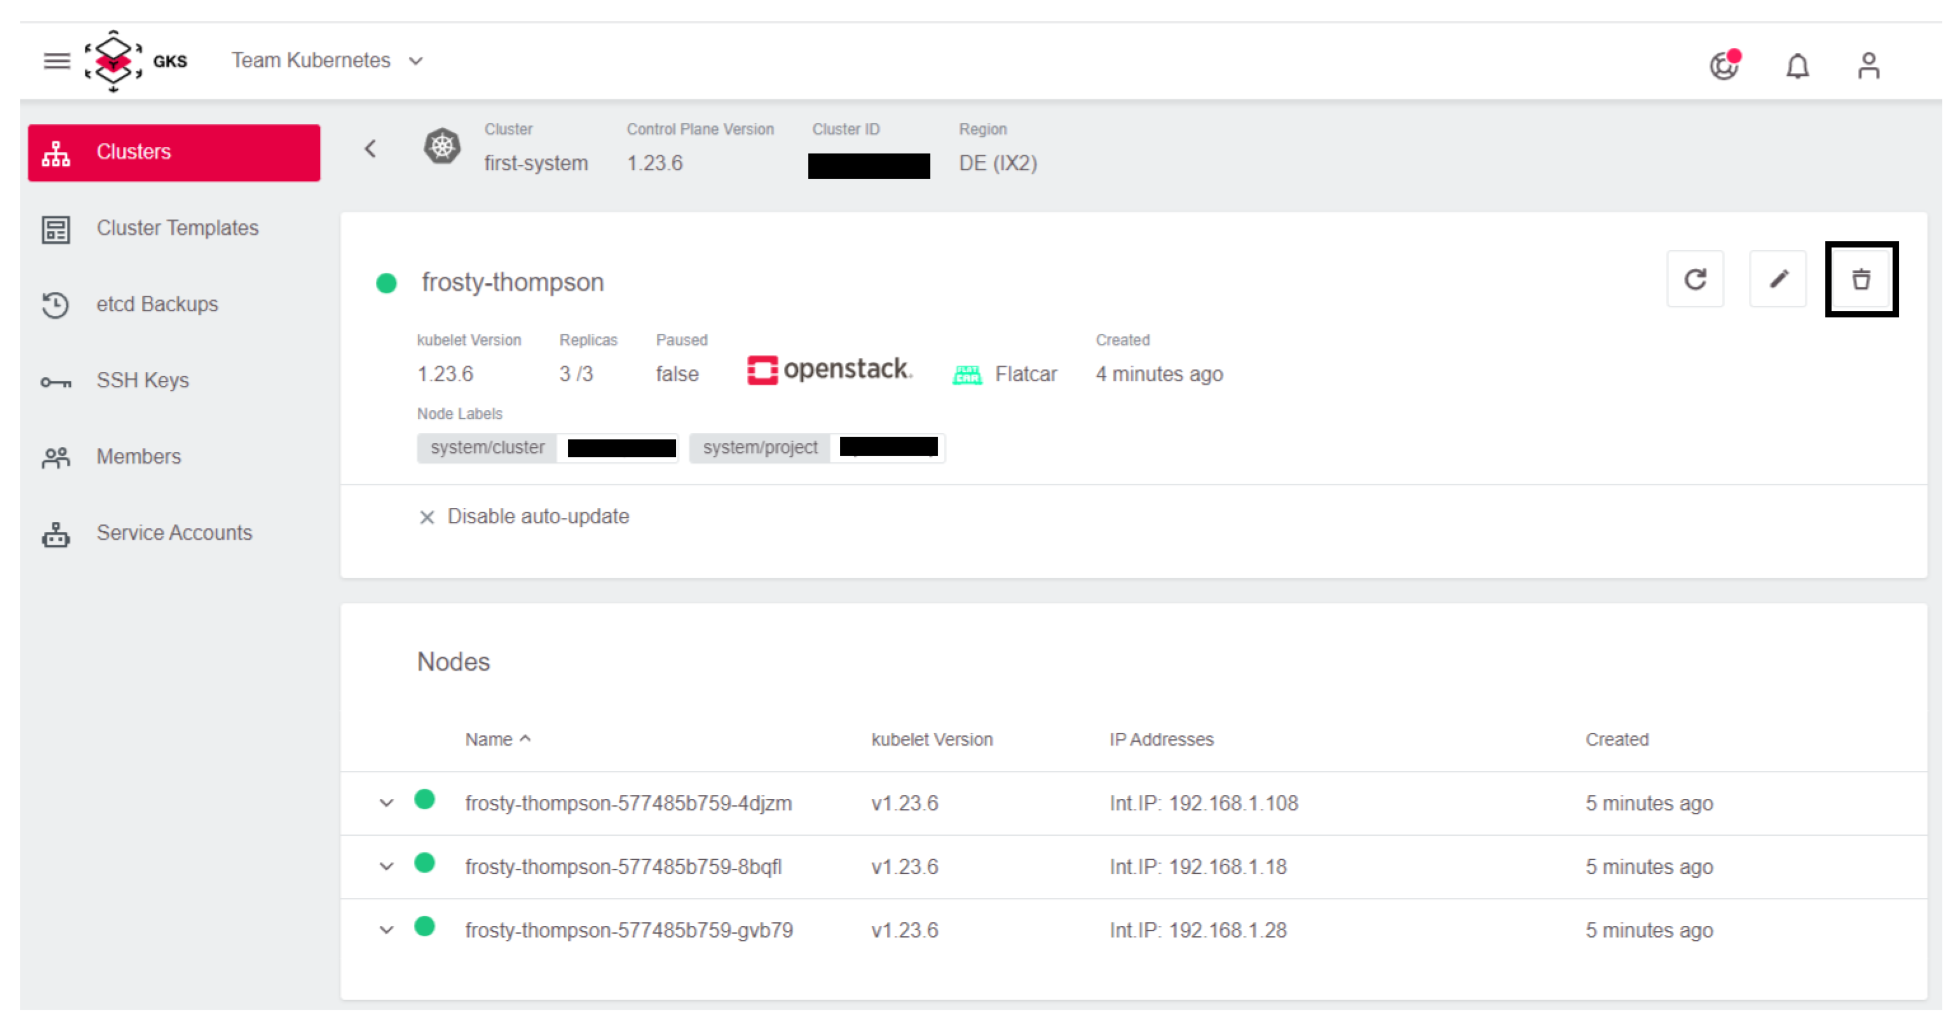 GKS Team Kubernetes
Clusters
Cluster Templates
etcd Backups
SSH Keys
Members
Service Accounts
Cluster Control Plane Version Cluster ID Region
first-system 1.23.6 DE (IX2)
frosty-thompson
kubelet Version Replicas Paused Created
1.23.6 3 /3 false openstack. FLAT CAR Flatcar 4 minutes ago
Node Labels
system/cluster system/project
Disable auto-update
Nodes
Name kubelet Version IP Addresses Created
frosty-thompson-577485b759-4djzm v1.23.6 Int.IP: 192.168.1.108 5 minutes ago
frosty-thompson-577485b759-8bqfl v1.23.6 Int.IP: 192.168.1.18 5 minutes ago
frosty-thompson-577485b759-gvb79 v1.23.6 Int.IP: 192.168.1.28 5 minutes ago